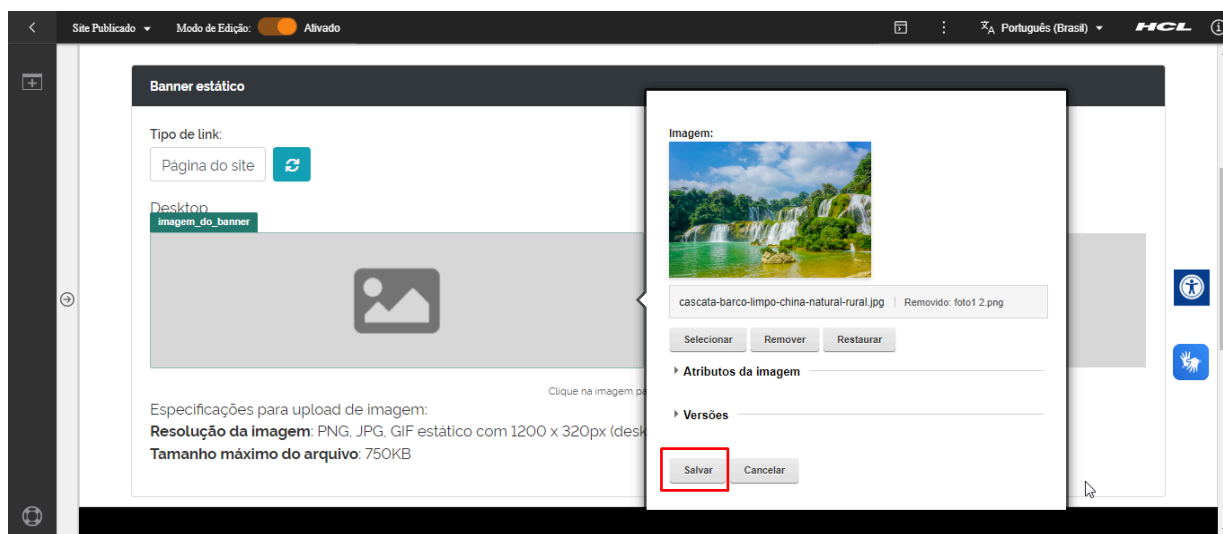 Site Publicado
Modo de Edição:
Ativado
Português (Brasil)
HCL
Banner estático
Tipo de link:
Página do site
Desktop
imagem_do_banner
Clique na imagem
Especificações para upload de imagem:
Resolução da imagem: PNG, JPG, GIF estático com 1200 x 320px
Tamanho máximo do arquivo: 750KB
Imagem:
cascata-barco-limpo-china-natural-rural.jpg
Removido: foto1 2.png
Selecionar
Remover
Restaurar
Atributos da imagem
Versões
Salvar
Cancelar